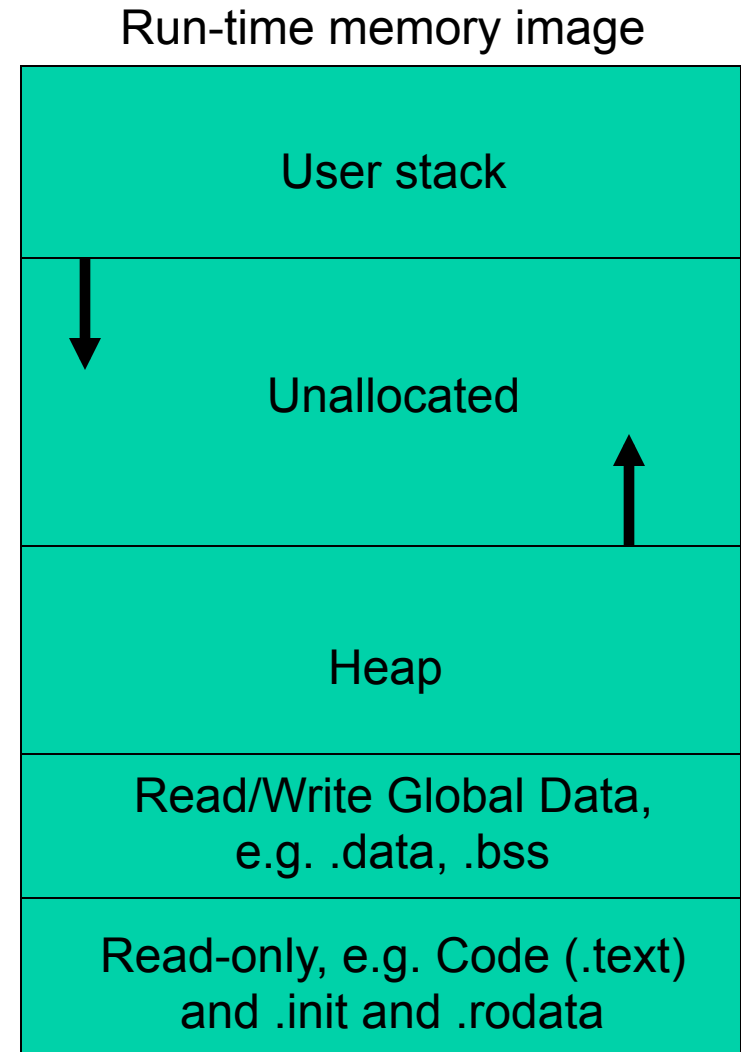 Run-time memory image
User stack
Unallocated
Heap
Read/Write Global Data,
e.g. .data, .bss
Read-only, e.g. Code (.text)
and .init and .rodata